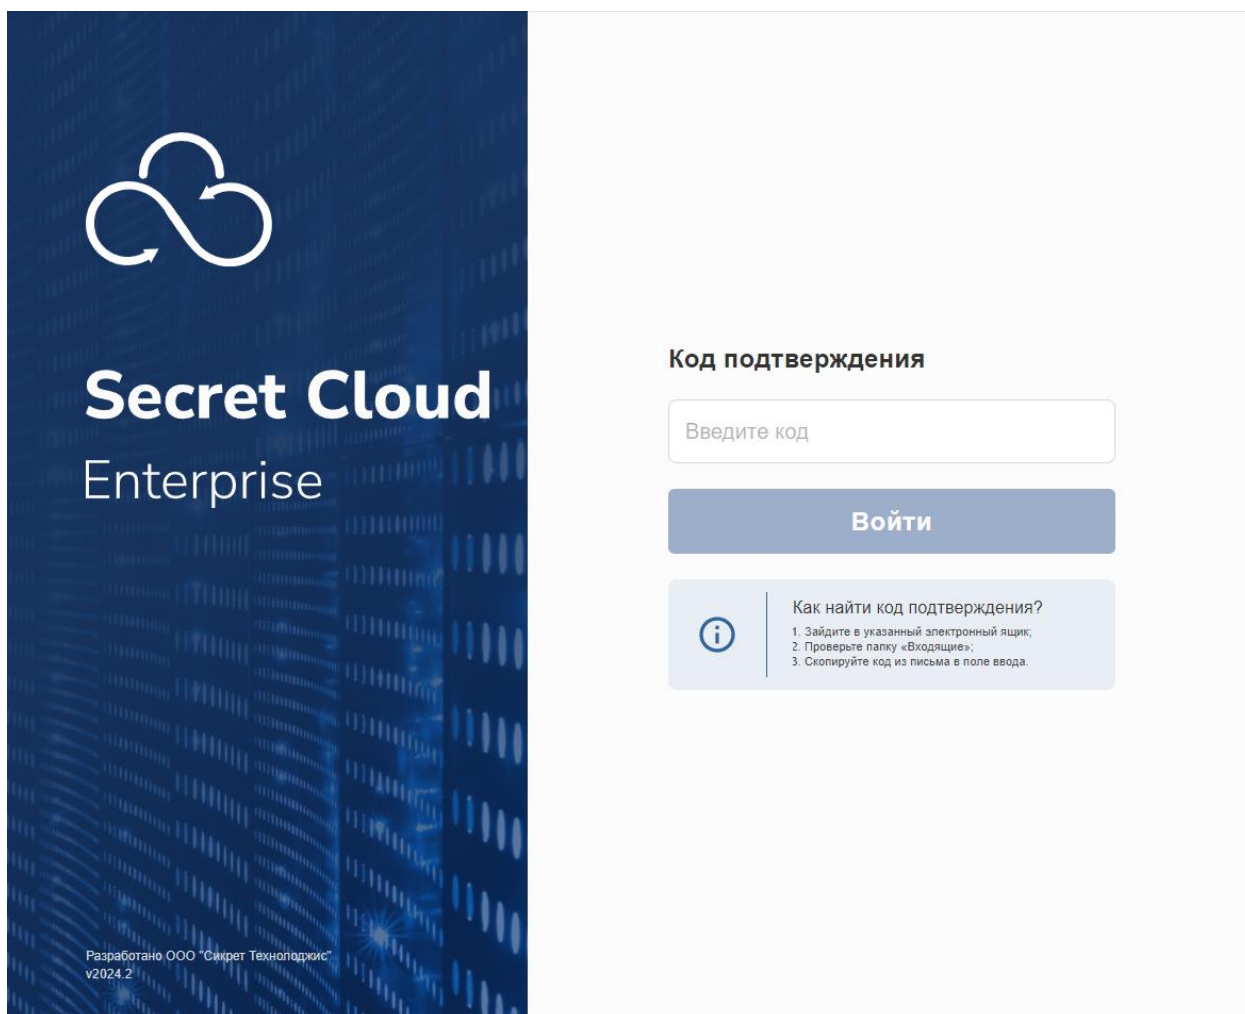 Secret Cloud
Enterprise
Разработано ООО "Сикрет Технолоджис"
v2024.2
Код подтверждения
Введите код
Войти
Как найти код подтверждения?
1. Зайдите в указанный электронный ящик;
2. Проверьте папку «Входящие»;
3. Скопируйте код из письма в поле ввода.